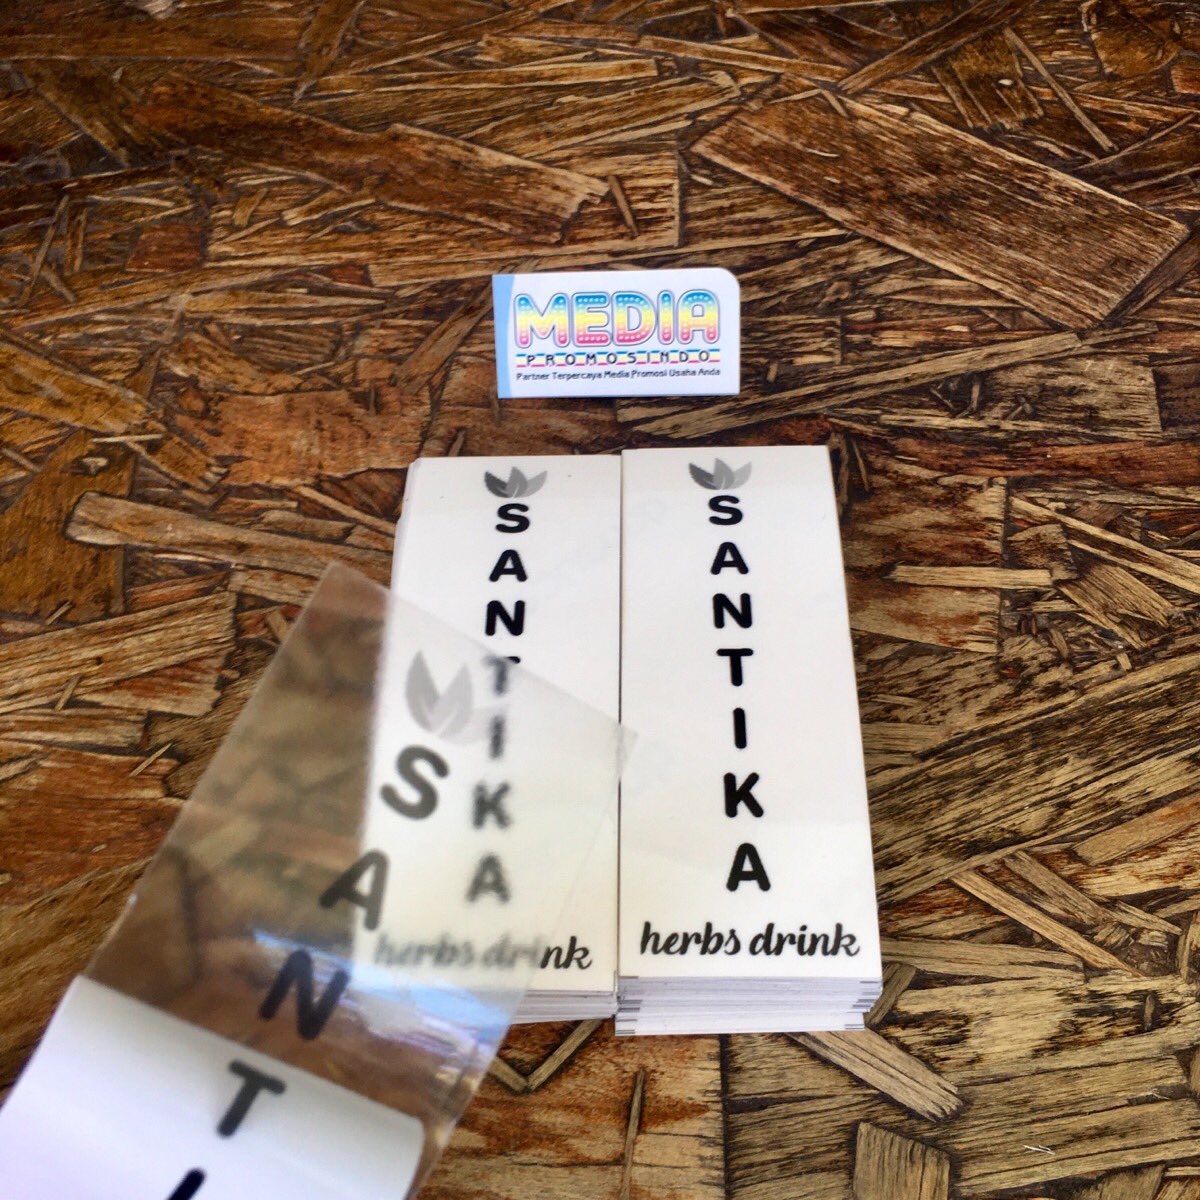 MEDIA
PROMOSINDO
Partner Terpercaya Media Promosi Usaha Anda
SANTIKA
herbs drink
SANTIKA
herbs drink
SANTI